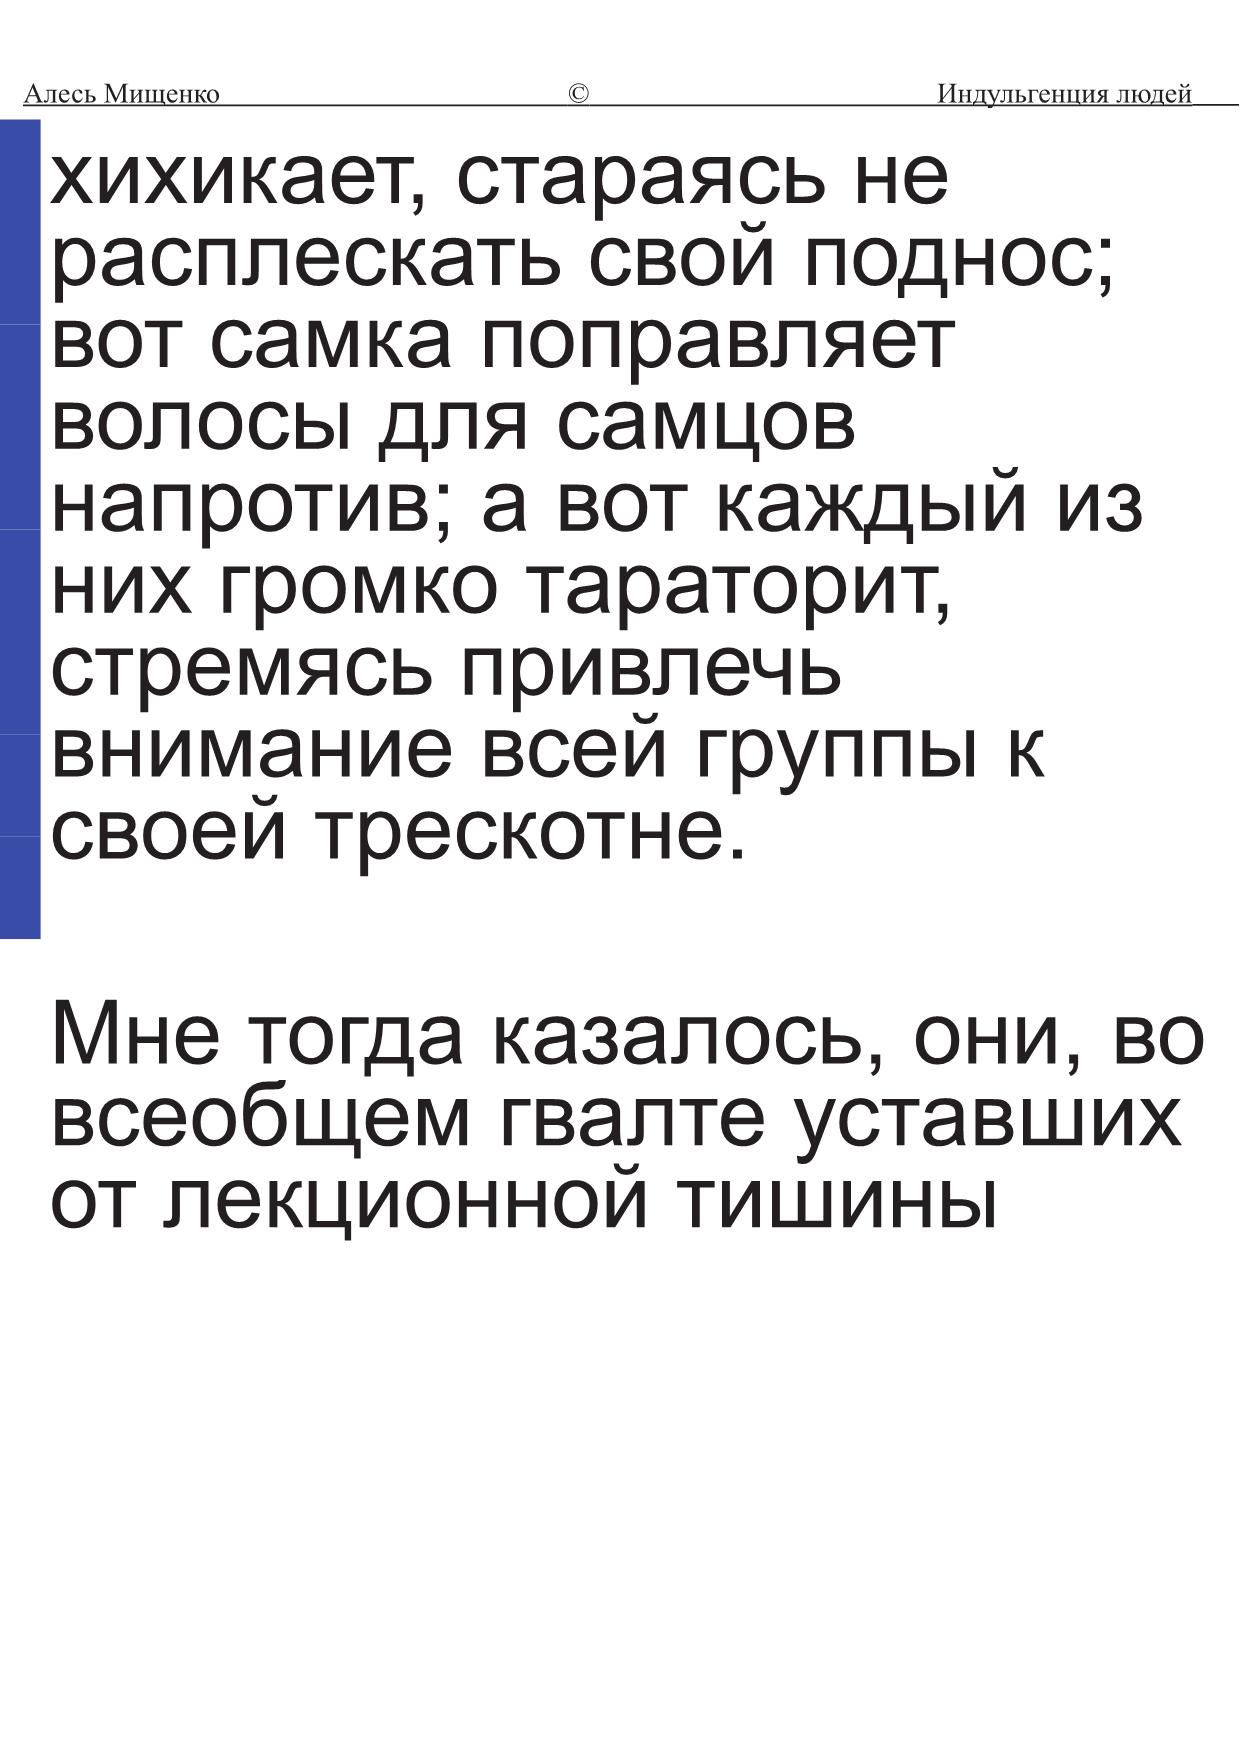 Алесь Мищенко © Индульгенция людей
хихикает, стараясь не
расплескать свой поднос;
вот самка поправляет
волосы для самцов
напротив; а вот каждый из
них громко тараторит,
стремясь привлечь
внимание всей группы к
своей трескотне.
Мне тогда казалось, они, во
всеобщем гвалте уставших
от лекционной тишины